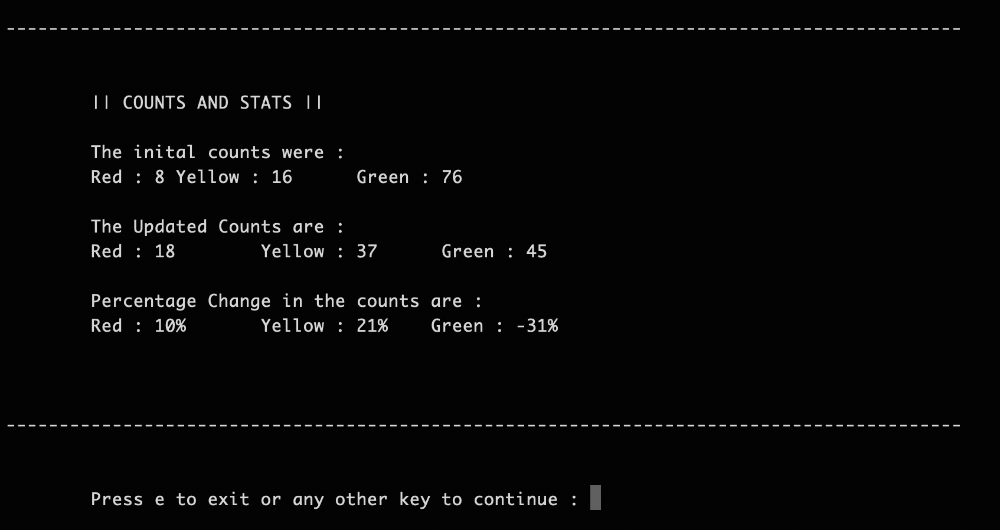 --------------------------------------------------------------------------------------------
|| COUNTS AND STATS ||
The inital counts were :
Red : 8 Yellow : 16      Green : 76
The Updated Counts are :
Red : 18        Yellow : 37      Green : 45
Percentage Change in the counts are :
Red : 10%       Yellow : 21%    Green : -31%
--------------------------------------------------------------------------------------------
Press e to exit or any other key to continue :